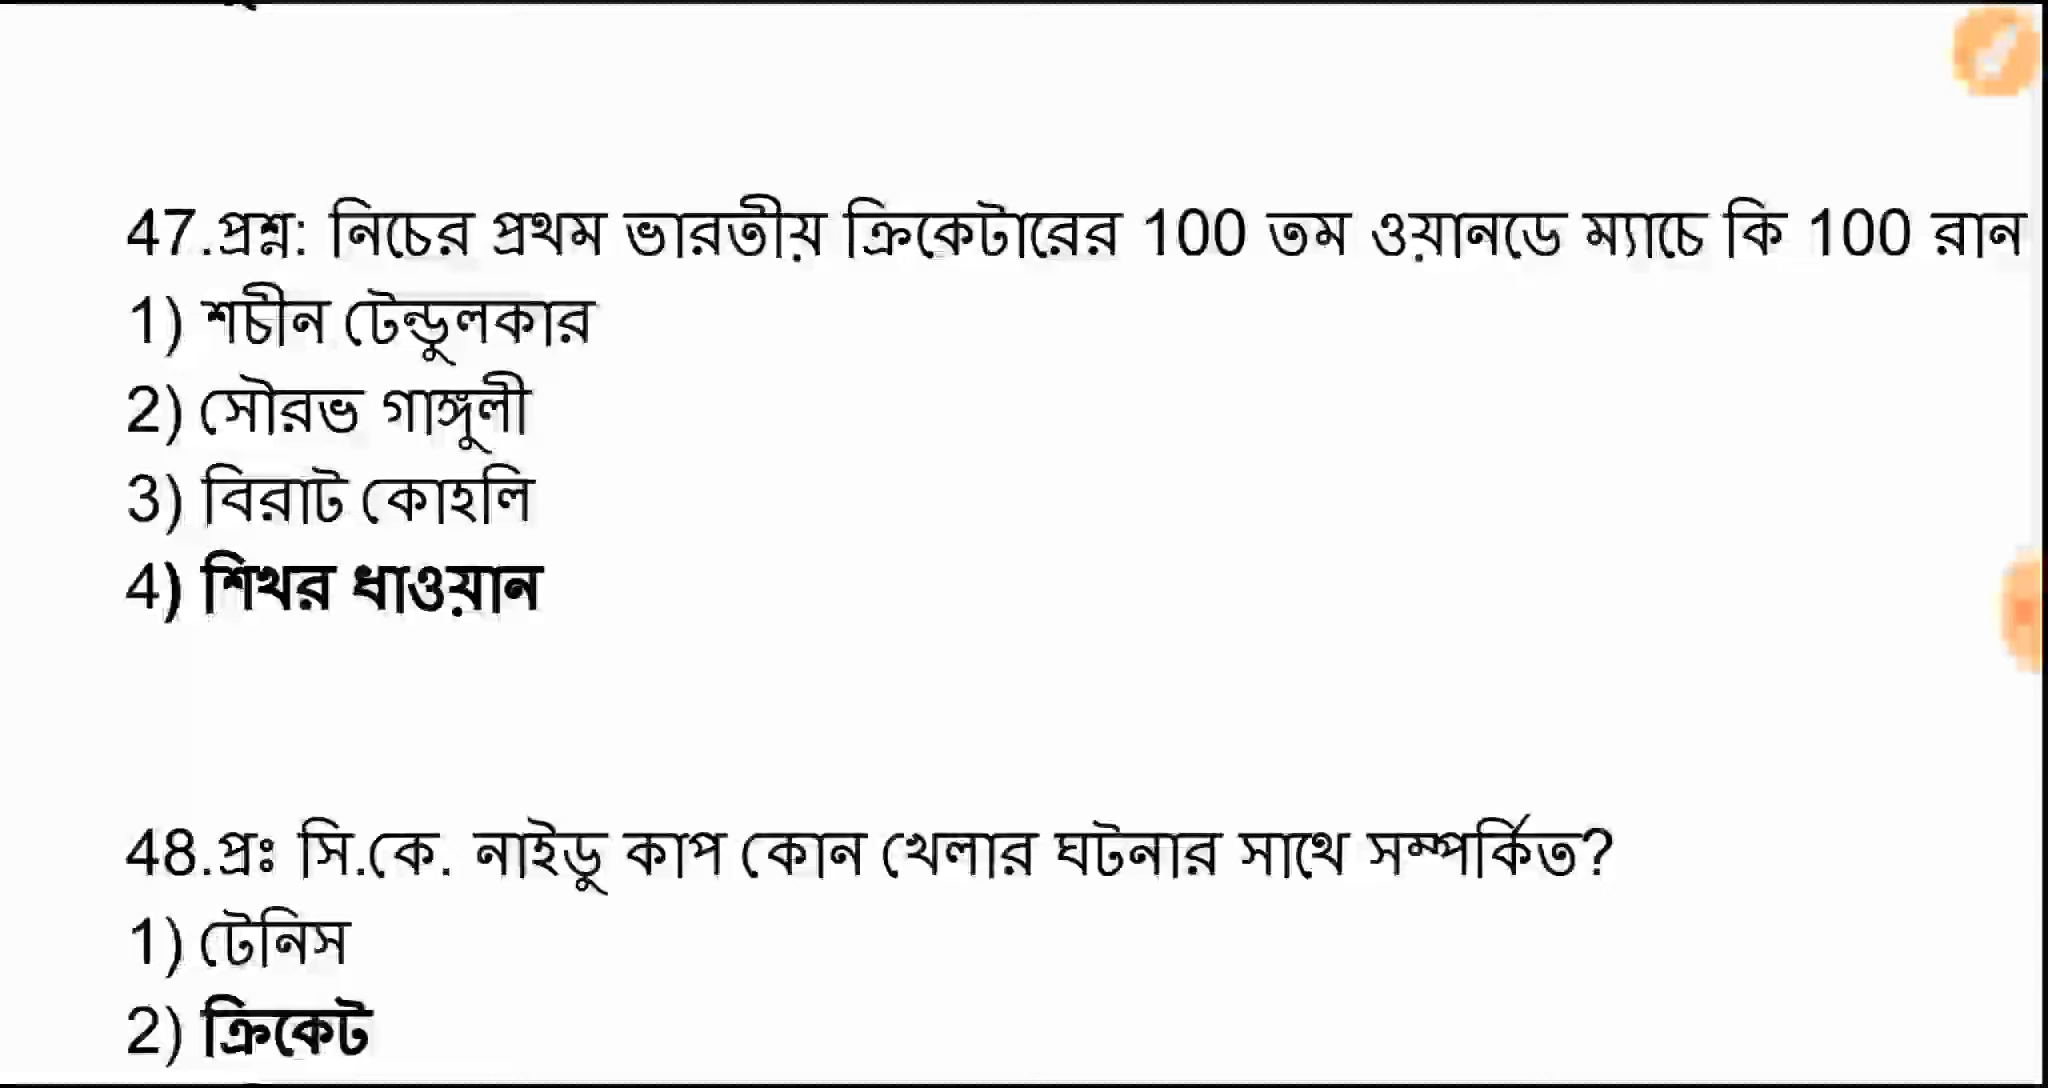 47.প্রশ্ন: নিচের প্রথম ভারতীয় ক্রিকেটারের 100 তম ওয়ানডে ম্যাচে কি 100 রান
1) শচীন টেন্ডুলকার
2) সৌরভ গাঙ্গুলী
3) বিরাট কোহলি
4) শিখর ধাওয়ান
48.প্রঃ সি.কে. নাইডু কাপ কোন খেলার ঘটনার সাথে সম্পর্কিত?
1) টেনিস
2) ক্রিকেট